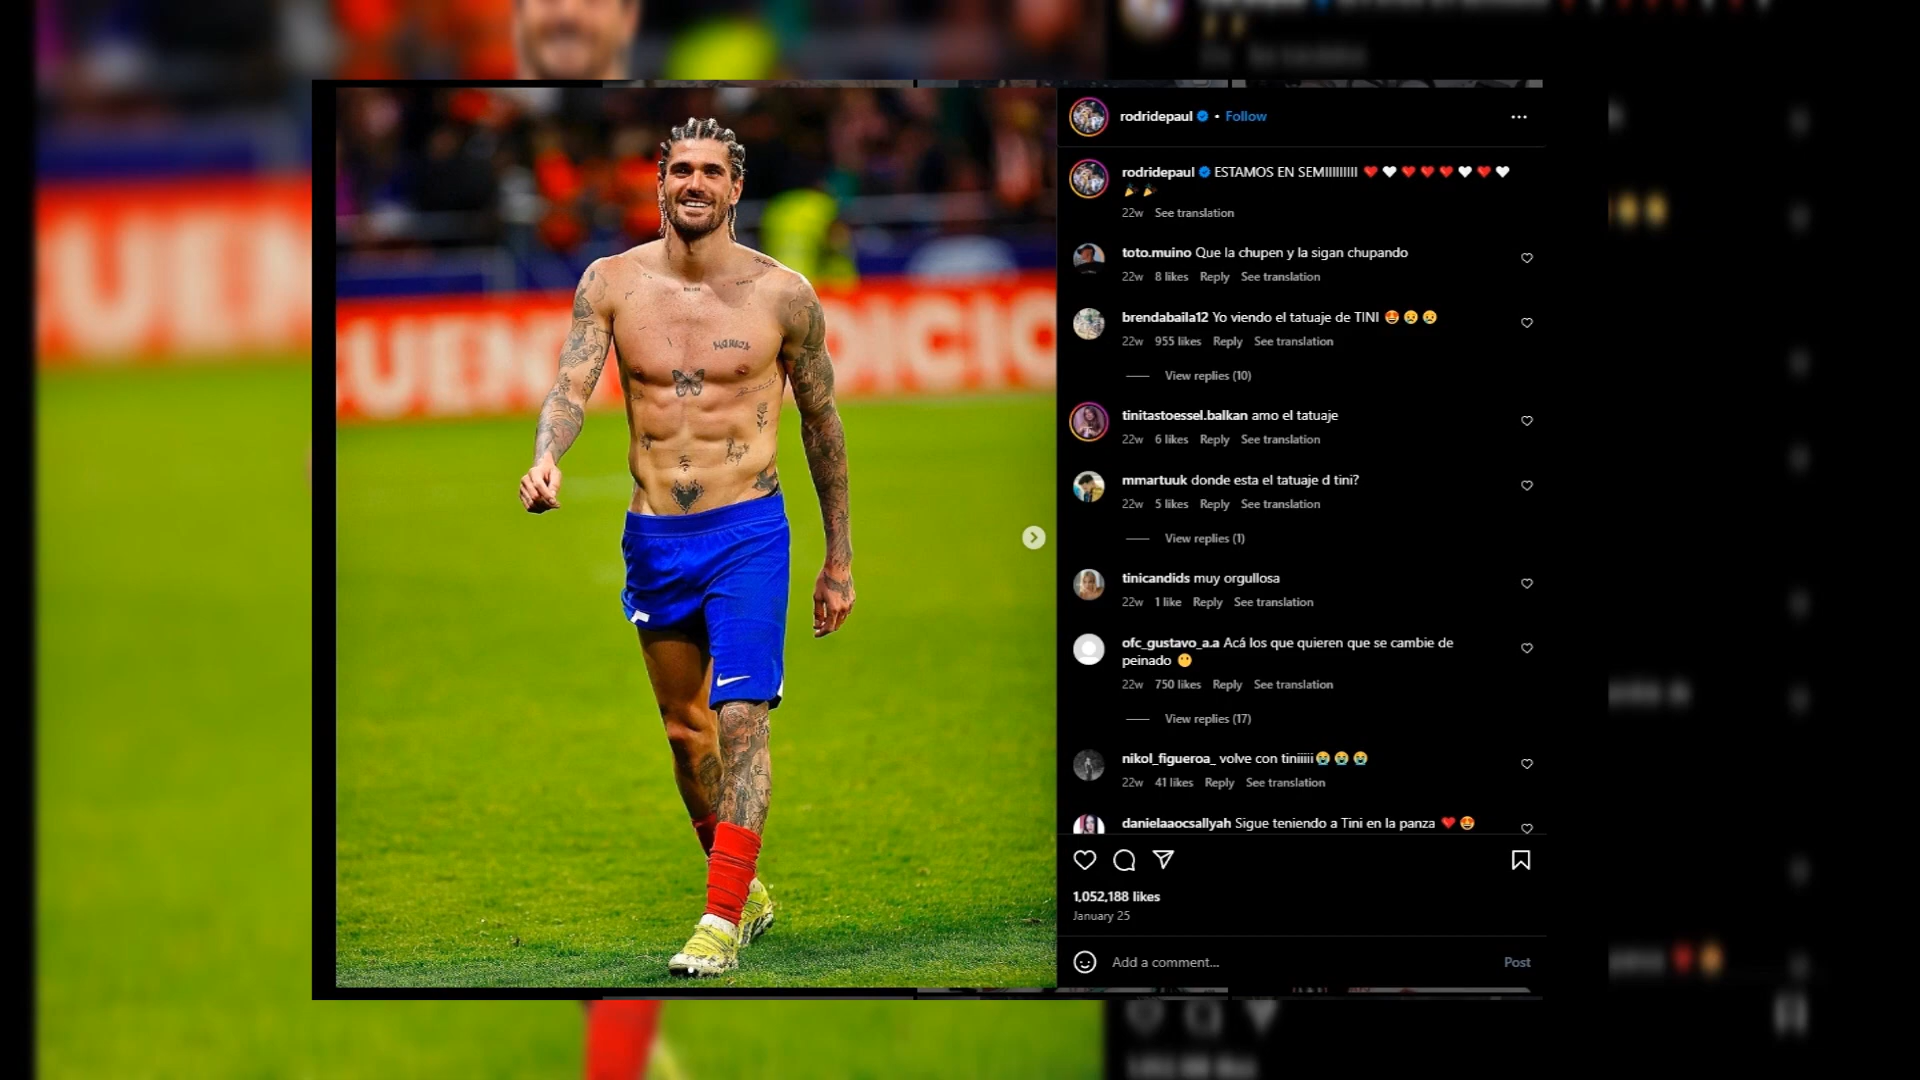 rodridepaul • Follow
rodridepaul ESTAMOS EN SEMIIIIIIIII ❤️🤍❤️❤️❤️🤍❤️🤍
🎉🎉
22w See translation
toto.muino Que la chupen y la sigan chupando
22w 8 likes Reply See translation
brendabaila12 Yo viendo el tatuaje de TINI 🤩😢😢
22w 955 likes Reply See translation
View replies (10)
tinitastoessel.balkan amo el tatuaje
22w 6 likes Reply See translation
mmartuuk donde esta el tatuaje d tini?
22w 5 likes Reply See translation
View replies (1)
tinicandids muy orgullosa
22w 1 like Reply See translation
ofc_gustavo_a.a Acá los que quieren que se cambie de
peinado 😶
22w 750 likes Reply See translation
View replies (17)
nikol_figueroa_ volve con tiniiiii😭😭😭
22w 41 likes Reply See translation
danielaaocsallyah Sigue teniendo a Tini en la panza ❤️🤩
1,052,188 likes
January 25
Add a comment... Post